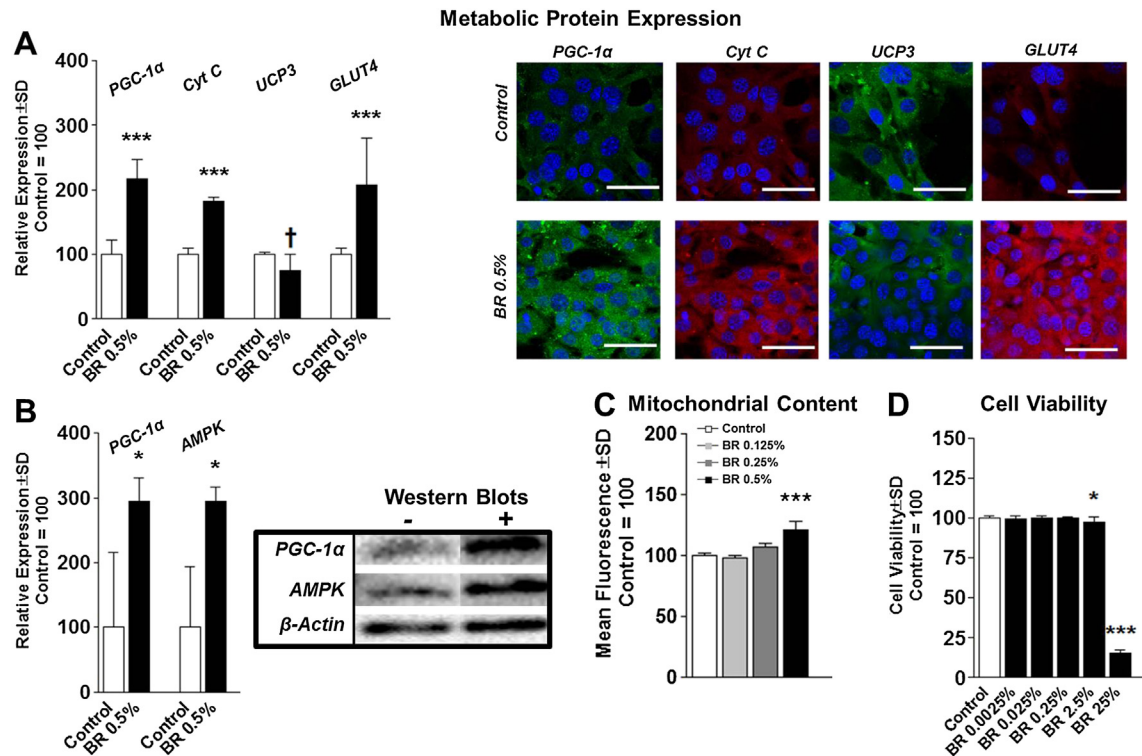 Metabolic Protein Expression
A
Relative Expression±SD
Control = 100
400
300
200
100
0
PGC-1α
Cyt C
UCP3
GLUT4
***
***
†
***
Control
BR 0.5%
Control
BR 0.5%
Control
BR 0.5%
Control
BR 0.5%
PGC-1α
Cyt C
UCP3
GLUT4
Control
BR 0.5%
B
Relative Expression±SD
Control = 100
400
300
200
100
0
PGC-1α
AMPK
*
*
Control
BR 0.5%
Control
BR 0.5%
Western Blots
- +
PGC-1α
AMPK
β-Actin
C Mitochondrial Content
Mean Fluorescence ±SD
Control = 100
200
150
100
50
0
Control
BR 0.125%
BR 0.25%
BR 0.5%
***
D Cell Viability
Cell Viability±SD
Control = 100
150
125
100
75
50
25
0
*
***
Control
BR 0.0025%
BR 0.025%
BR 0.25%
BR 2.5%
BR 25%